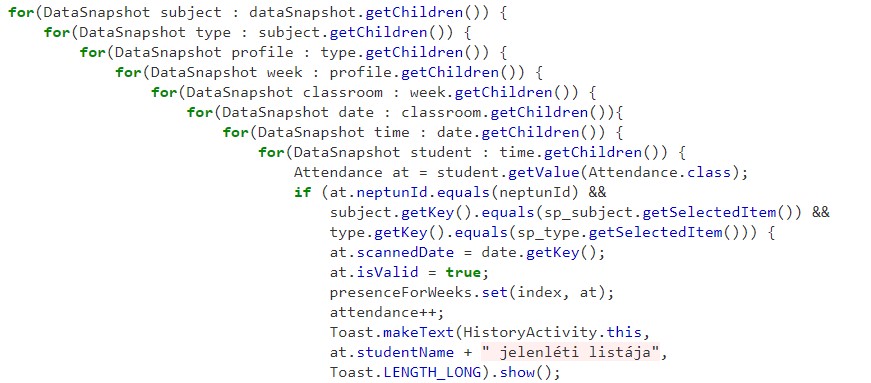 for(DataSnapshot subject : dataSnapshot.getChildren()) {
for(DataSnapshot type : subject.getChildren()) {
for(DataSnapshot profile : type.getChildren()) {
for(DataSnapshot week : profile.getChildren()) {
for(DataSnapshot classroom : week.getChildren()) {
for(DataSnapshot date : classroom.getChildren()){
for(DataSnapshot time : date.getChildren()) {
for(DataSnapshot student : time.getChildren()) {
Attendance at = student.getValue(Attendance.class);
if (at.neptunId.equals(neptunId) &&
subject.getKey().equals(sp_subject.getSelectedItem()) &&
type.getKey().equals(sp_type.getSelectedItem())) {
at.scannedDate = date.getKey();
at.isValid = true;
presenceForWeeks.set(index, at);
attendance++;
Toast.makeText(HistoryActivity.this,
at.studentName + " jelenléti listája",
Toast.LENGTH_LONG).show();